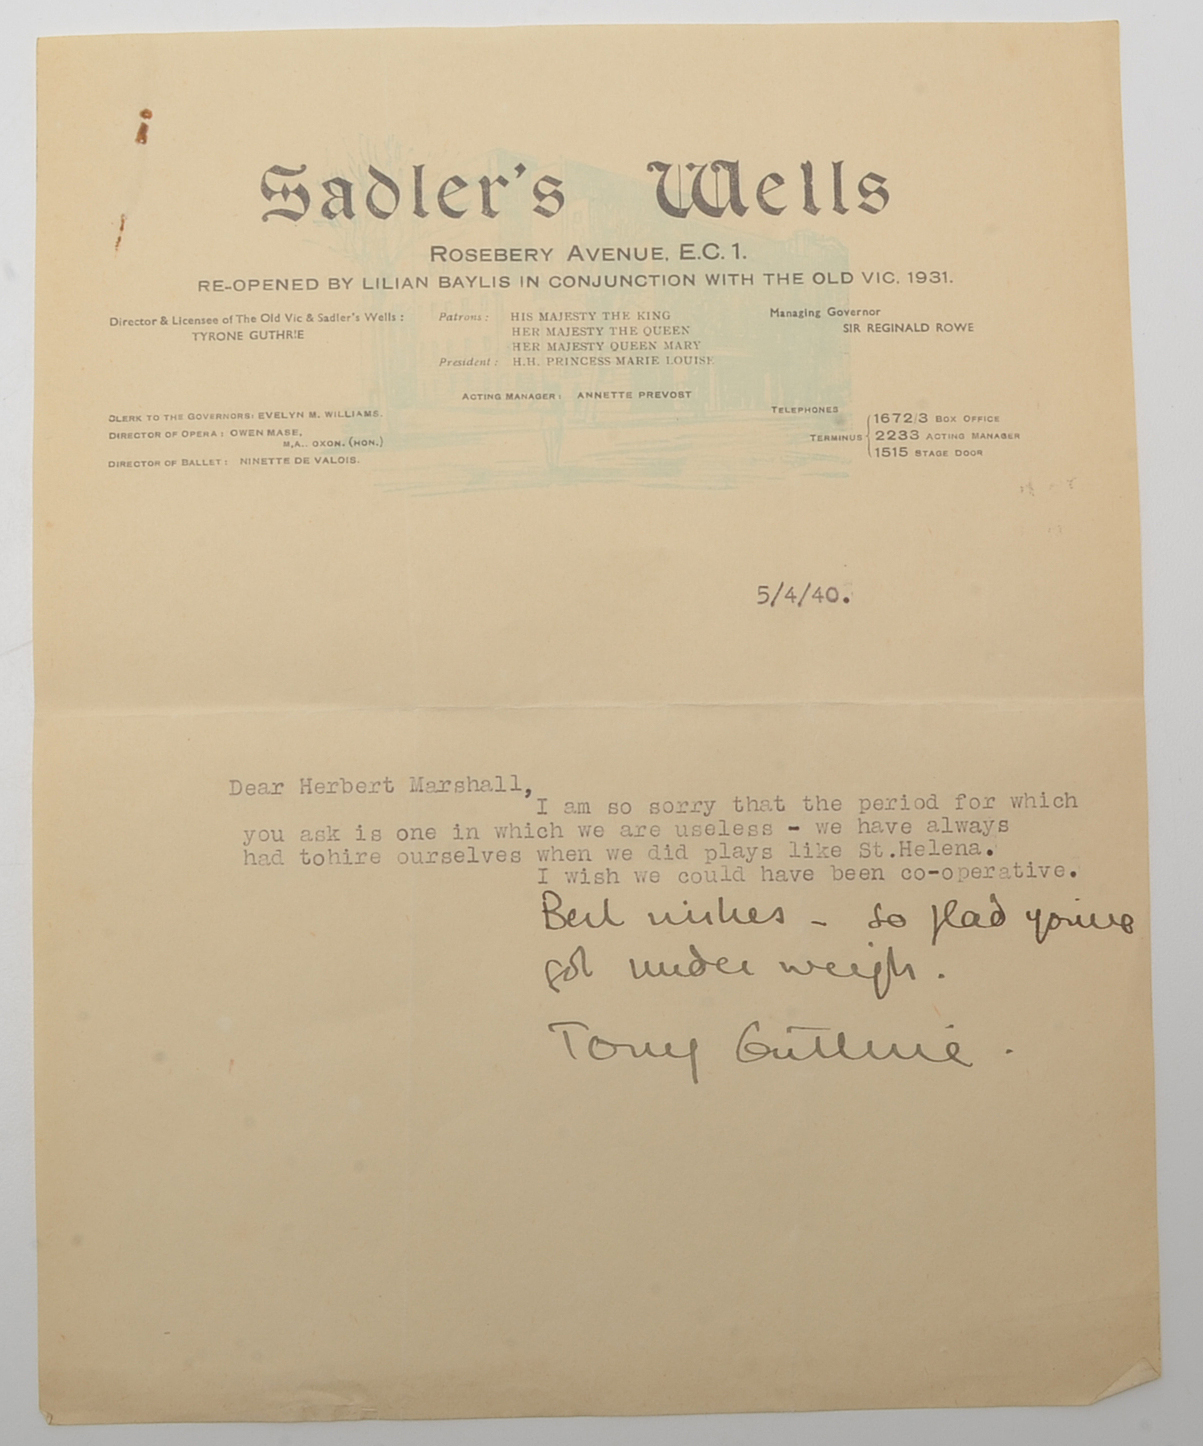 Sadler's Wells
ROSEBERY AVENUE, E.C. 1.
RE-OPENED BY LILIAN BAYLIS IN CONJUNCTION WITH THE OLD VIC. 1931.
Director & Licensee of The Old Vic & Sadler's Wells :
TYRONE GUTHRIE
Patrons : HIS MAJESTY THE KING
HER MAJESTY THE QUEEN
HER MAJESTY QUEEN MARY
President : H.H. PRINCESS MARIE LOUISE
Managing Governor
SIR REGINALD ROWE
ACTING MANAGER : ANNETTE PREVOST
CLERK TO THE GOVERNORS: EVELYN M. WILLIAMS.
DIRECTOR OF OPERA : OWEN MASE,
M.A., OXON. (HON.)
DIRECTOR OF BALLET : NINETTE DE VALOIS.
TELEPHONES
TERMINUS
1672/3 BOX OFFICE
2233 ACTING MANAGER
1515 STAGE DOOR
5/4/40.
Dear Herbert Marshall,
I am so sorry that the period for which
you ask is one in which we are useless - we have always
had tohire ourselves when we did plays like St.Helena.
I wish we could have been co-operative.
Best wishes - so glad you've
got under weigh.
Tony Guthrie.